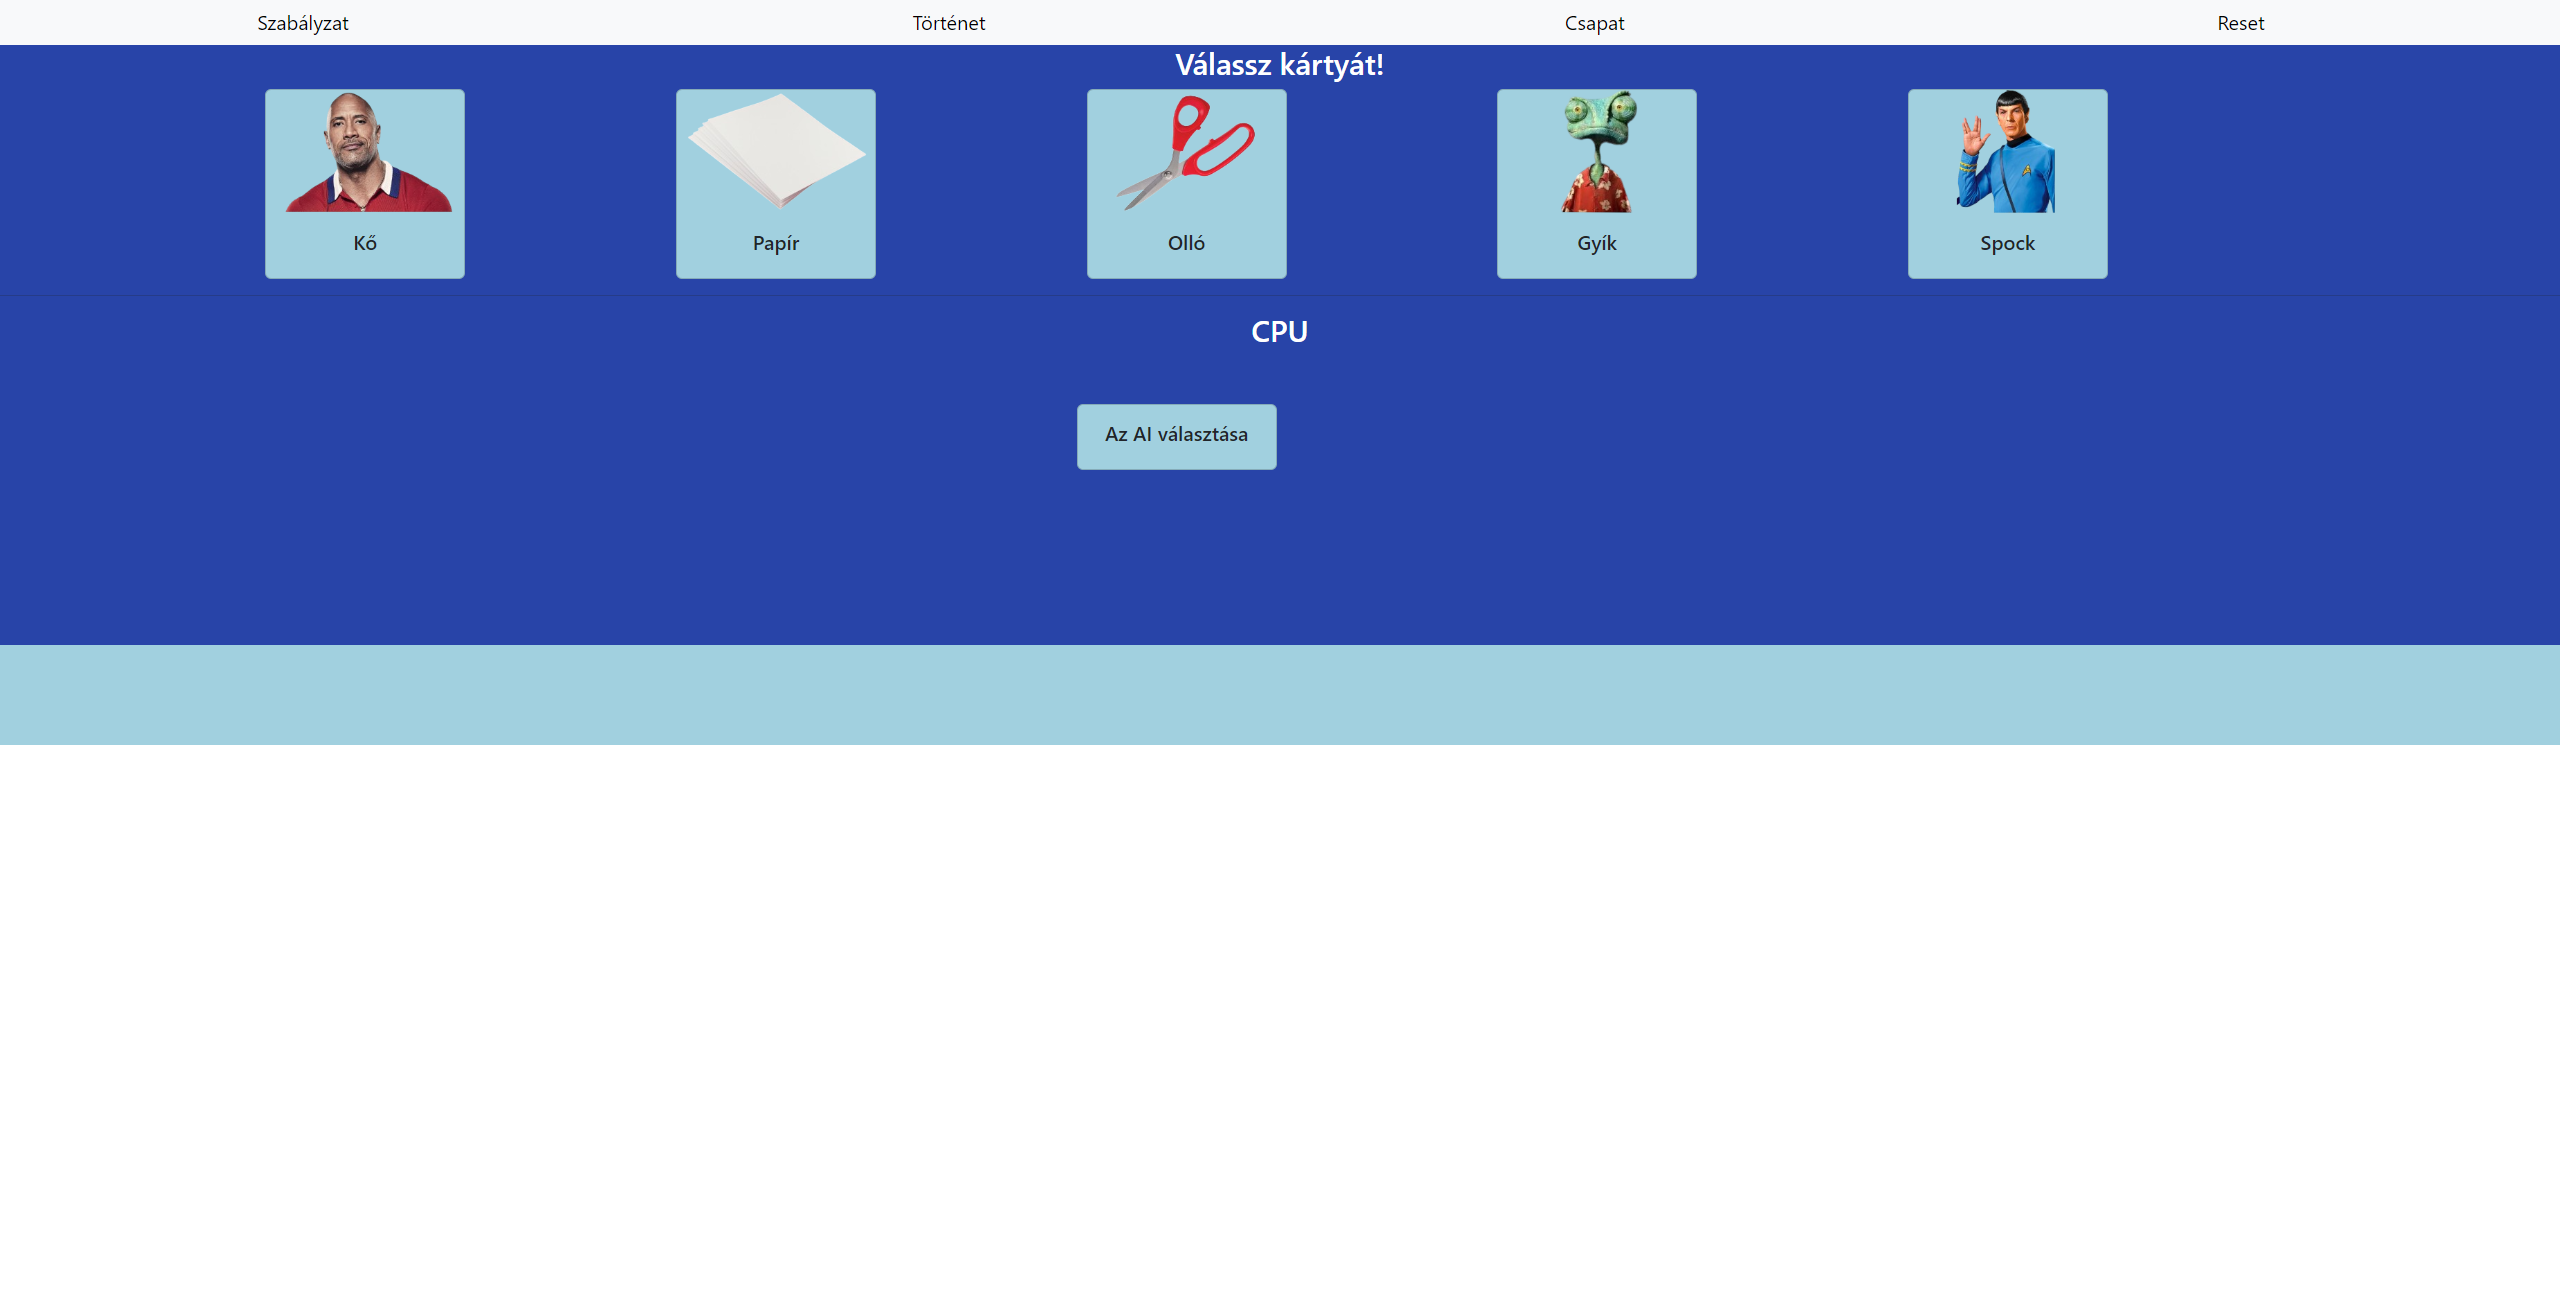 Szabályzat Történet Csapat Reset
Válassz kártyát!
Kő Papír Olló Gyík Spock
CPU
Az AI választása